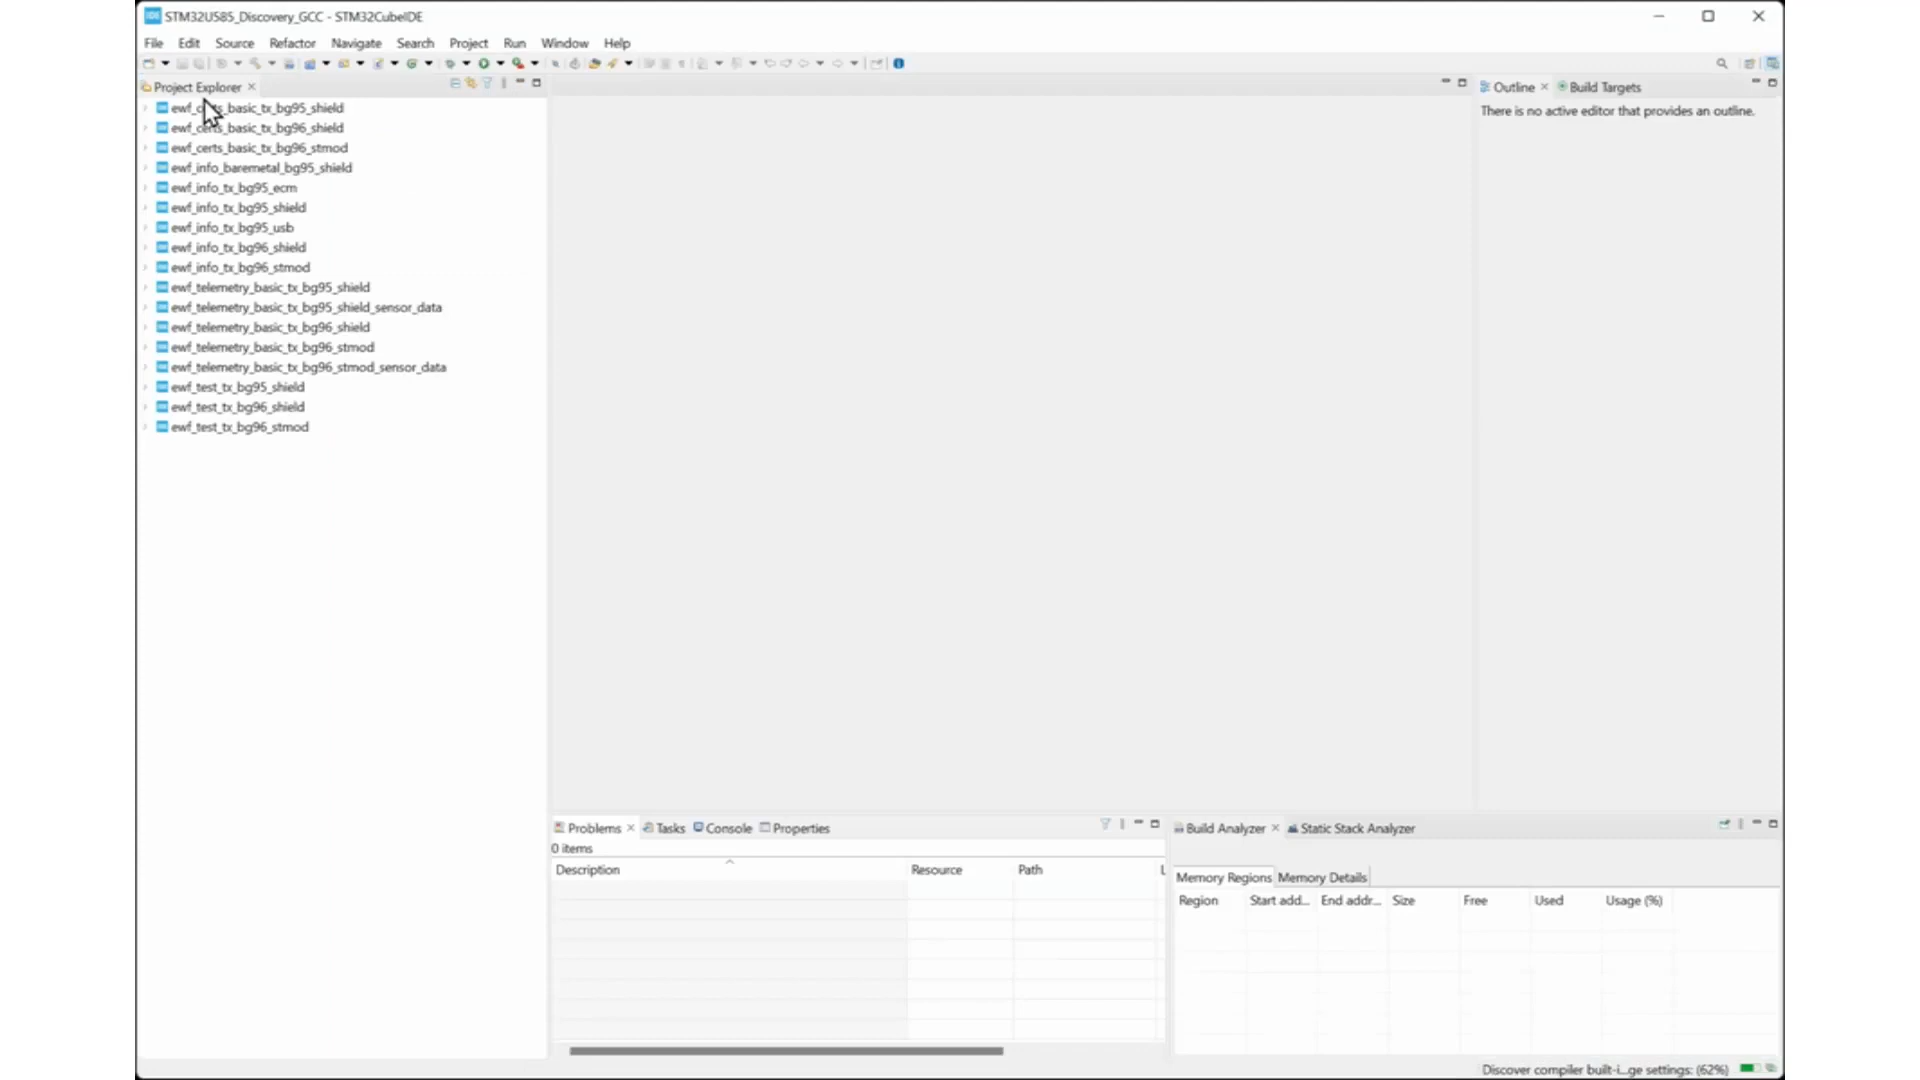 STM32U585_Discovery_GCC - STM32CubeIDE
File Edit Source Refactor Navigate Search Project Run Window Help
Project Explorer
ewf_certs_basic_tx_bg95_shield
ewf_certs_basic_tx_bg96_shield
ewf_certs_basic_tx_bg96_stmod
ewf_info_baremetal_bg95_shield
ewf_info_tx_bg95_ecm
ewf_info_tx_bg95_shield
ewf_info_tx_bg95_usb
ewf_info_tx_bg96_shield
ewf_info_tx_bg96_stmod
ewf_telemetry_basic_tx_bg95_shield
ewf_telemetry_basic_tx_bg95_shield_sensor_data
ewf_telemetry_basic_tx_bg96_shield
ewf_telemetry_basic_tx_bg96_stmod
ewf_telemetry_basic_tx_bg96_stmod_sensor_data
ewf_test_tx_bg95_shield
ewf_test_tx_bg96_shield
ewf_test_tx_bg96_stmod
Outline Build Targets
There is no active editor that provides an outline.
Problems Tasks Console Properties
0 items
Description Resource Path L
Build Analyzer Static Stack Analyzer
Memory Regions Memory Details
Region Start add... End addr... Size Free Used Usage (%)
Discover compiler built-i...ge settings: (62%)